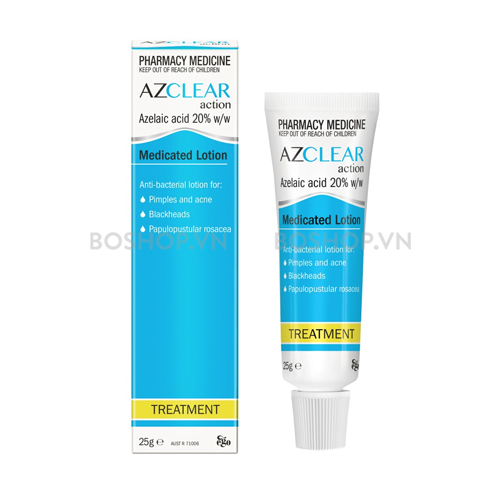 PHARMACY MEDICINE
KEEP OUT OF REACH OF CHILDREN
AZCLEAR
action
Azelaic acid 20% w/w
Medicated Lotion
Anti-bacterial lotion for:
Pimples and acne
Blackheads
Papulopustular rosacea
TREATMENT
25g e
AUST R 71006
ego
PHARMACY MEDICINE
KEEP OUT OF REACH OF CHILDREN
AZCLEAR
action
Azelaic acid 20% w/w
Medicated Lotion
Anti-bacterial lotion for:
Pimples and acne
Blackheads
Papulopustular rosacea
TREATMENT
25g e
ego
BOSHOP.VN
BOSHOP.VN